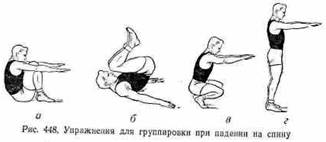 а б в г
Рис. 448. Упражнения для группировки при падении на спину